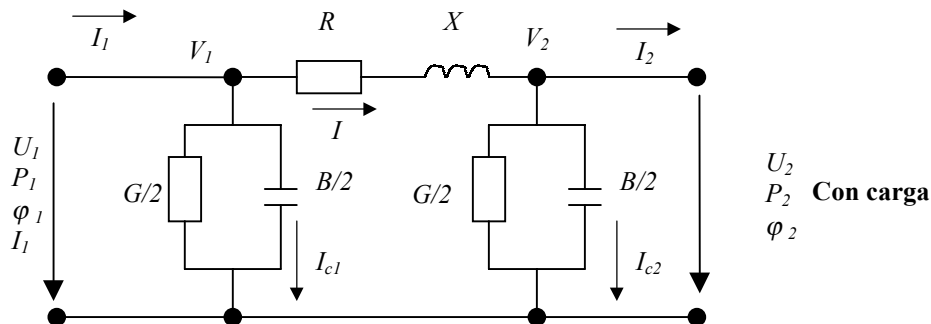 I1
R
X
I2
V1
V2
I
U1
P1
φ1
I1
G/2
B/2
Ic1
G/2
B/2
Ic2
U2
P2 Con carga
φ2